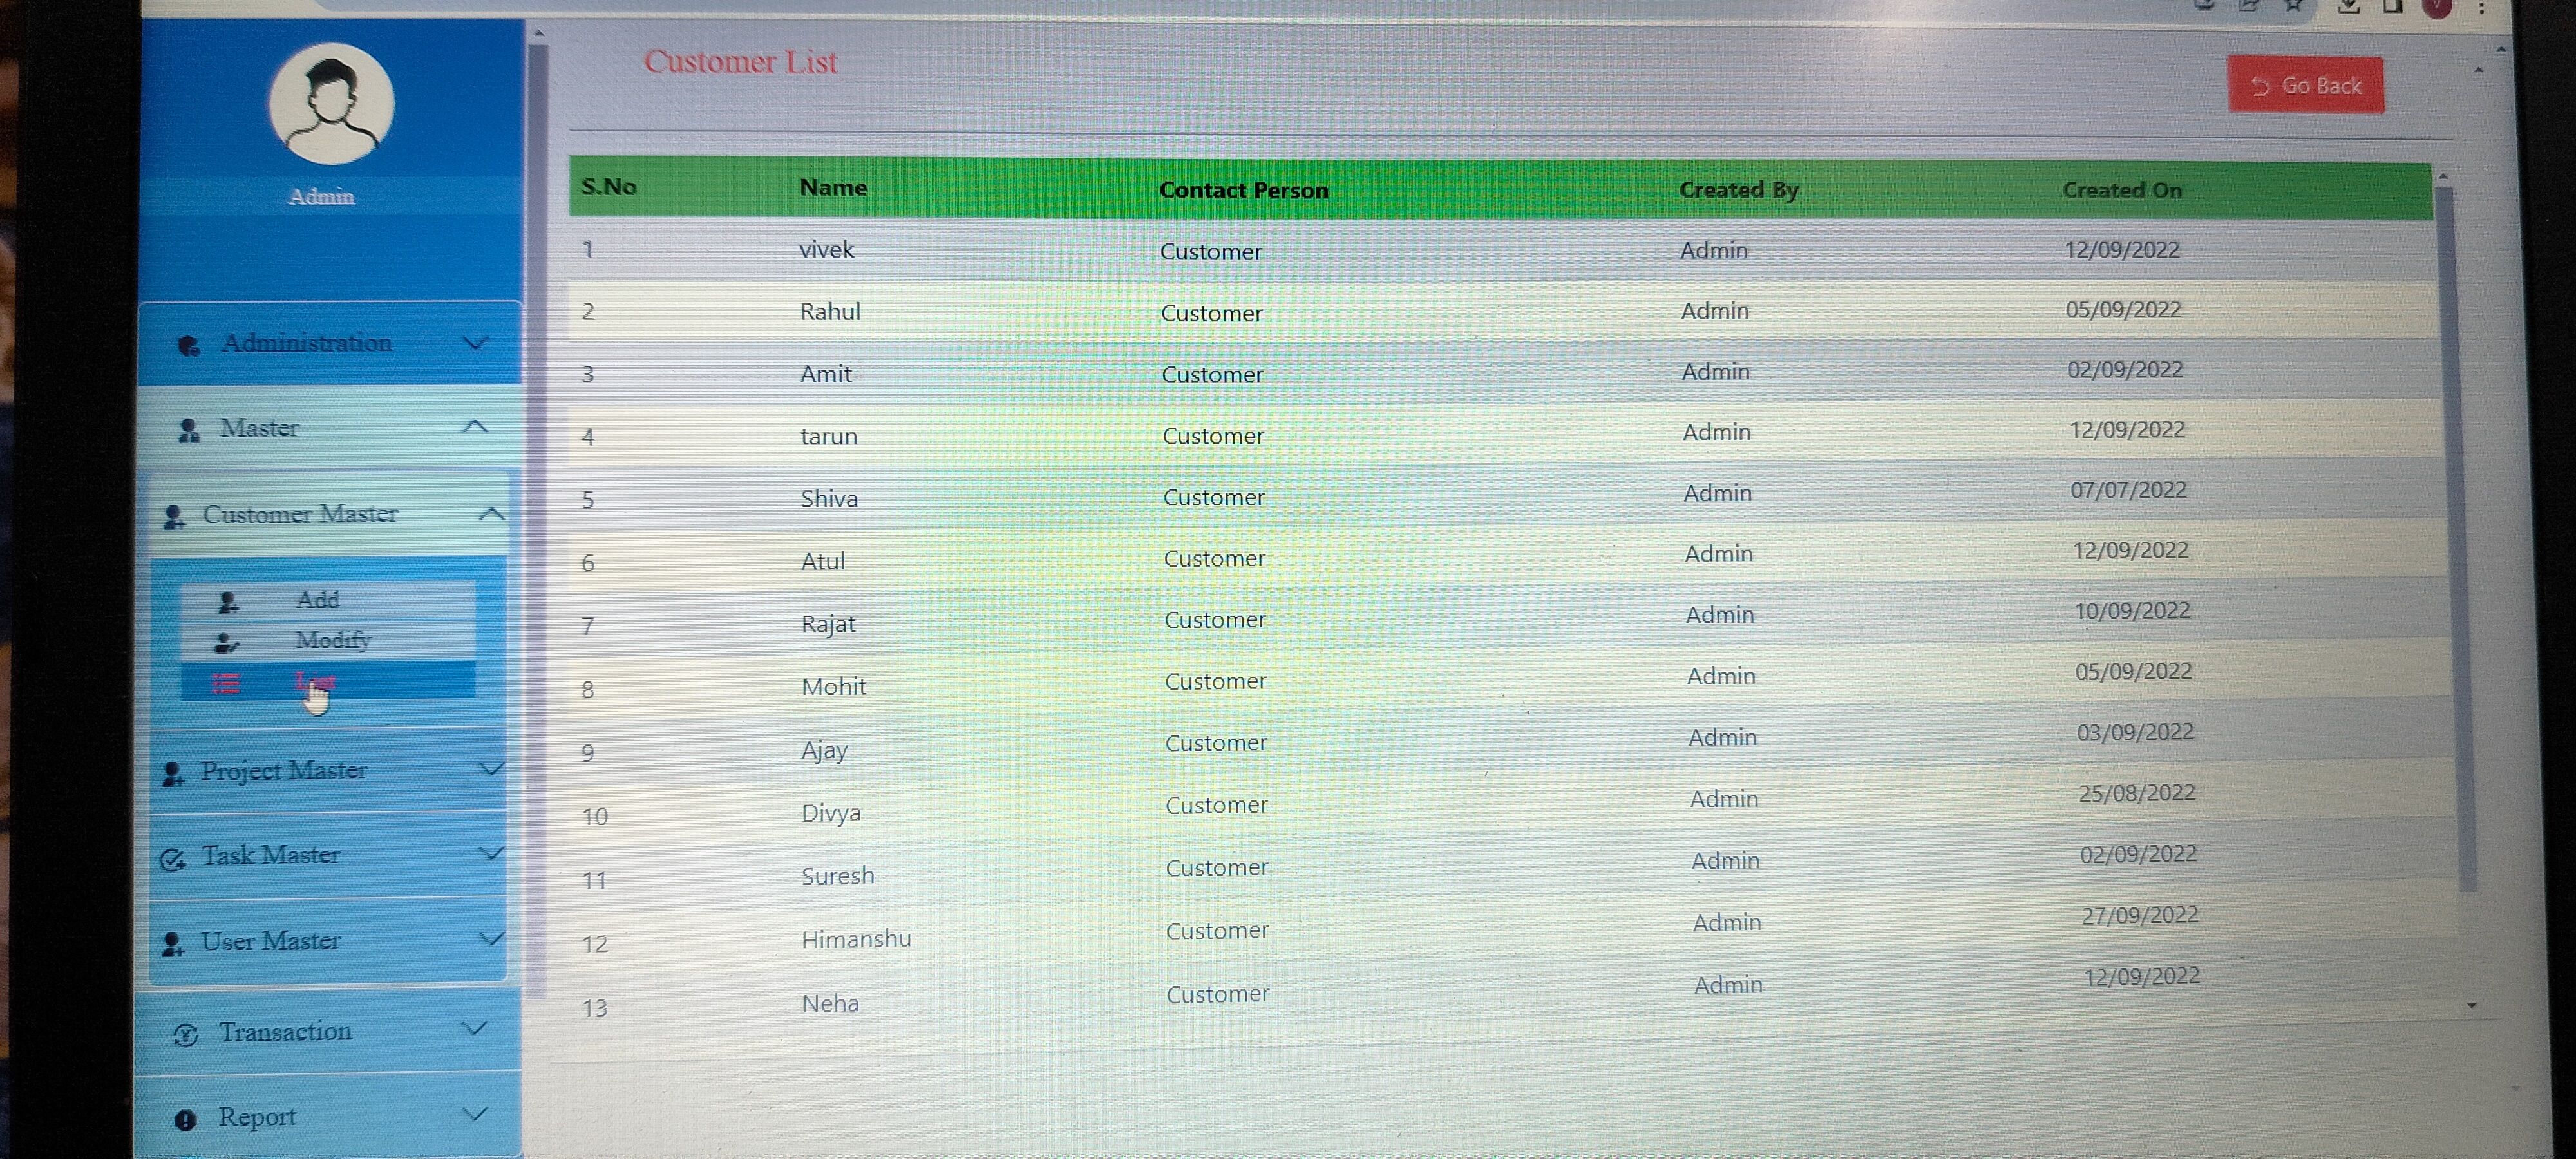 Admin
Administration
Master
Customer Master
Add
Modify
List
Project Master
Task Master
User Master
Transaction
Report
Customer List
Go Back
S.No Name Contact Person Created By Created On
1 vivek Customer Admin 12/09/2022
2 Rahul Customer Admin 05/09/2022
3 Amit Customer Admin 02/09/2022
4 tarun Customer Admin 12/09/2022
5 Shiva Customer Admin 07/07/2022
6 Atul Customer Admin 12/09/2022
7 Rajat Customer Admin 10/09/2022
8 Mohit Customer Admin 05/09/2022
9 Ajay Customer Admin 03/09/2022
10 Divya Customer Admin 25/08/2022
11 Suresh Customer Admin 02/09/2022
12 Himanshu Customer Admin 27/09/2022
13 Neha Customer Admin 12/09/2022